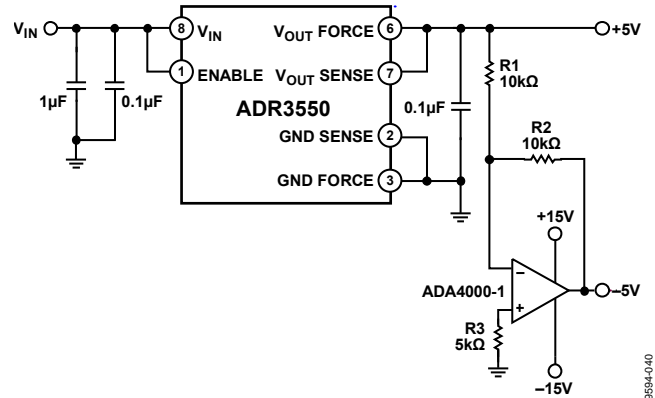 VIN
8
VIN
VOUT FORCE
6
+5V
1
ENABLE
VOUT SENSE
7
R1
10kΩ
1µF
0.1µF
ADR3550
0.1µF
R2
10kΩ
GND SENSE
2
GND FORCE
3
+15V
−
ADA4000-1
−5V
+
R3
5kΩ
−15V
9594-040